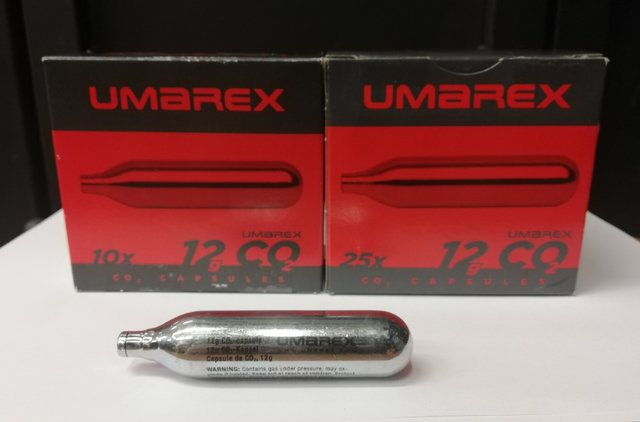 UMAREX
UMAREX
10x 12g CO2
CO2 CAPSULES
UMAREX
25x 12g CO2
CO2 CAPSULES
12g CO2-capsule
UMAREX
12g CO2-Kapsel
Capsule de CO2, 12g
WARNING: Contains gas under pressure; may ex-